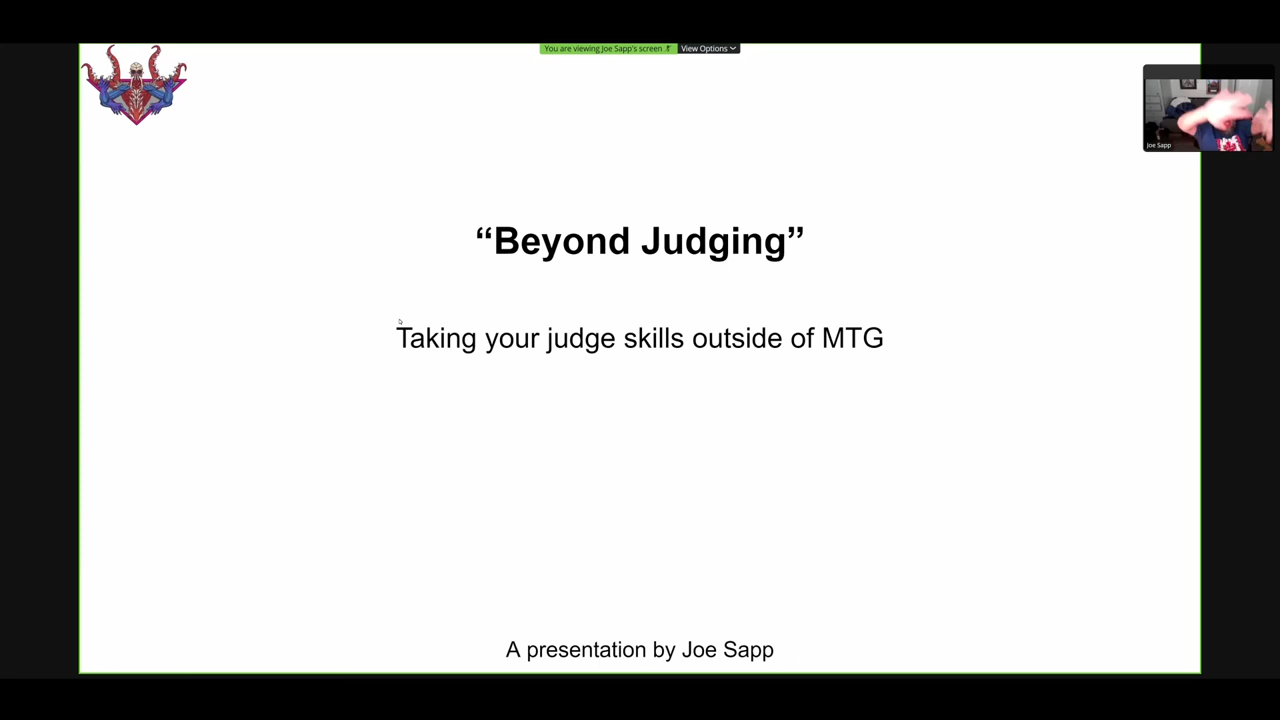 You are viewing Joe Sapp's screen View Options
Joe Sapp
“Beyond Judging”
Taking your judge skills outside of MTG
A presentation by Joe Sapp